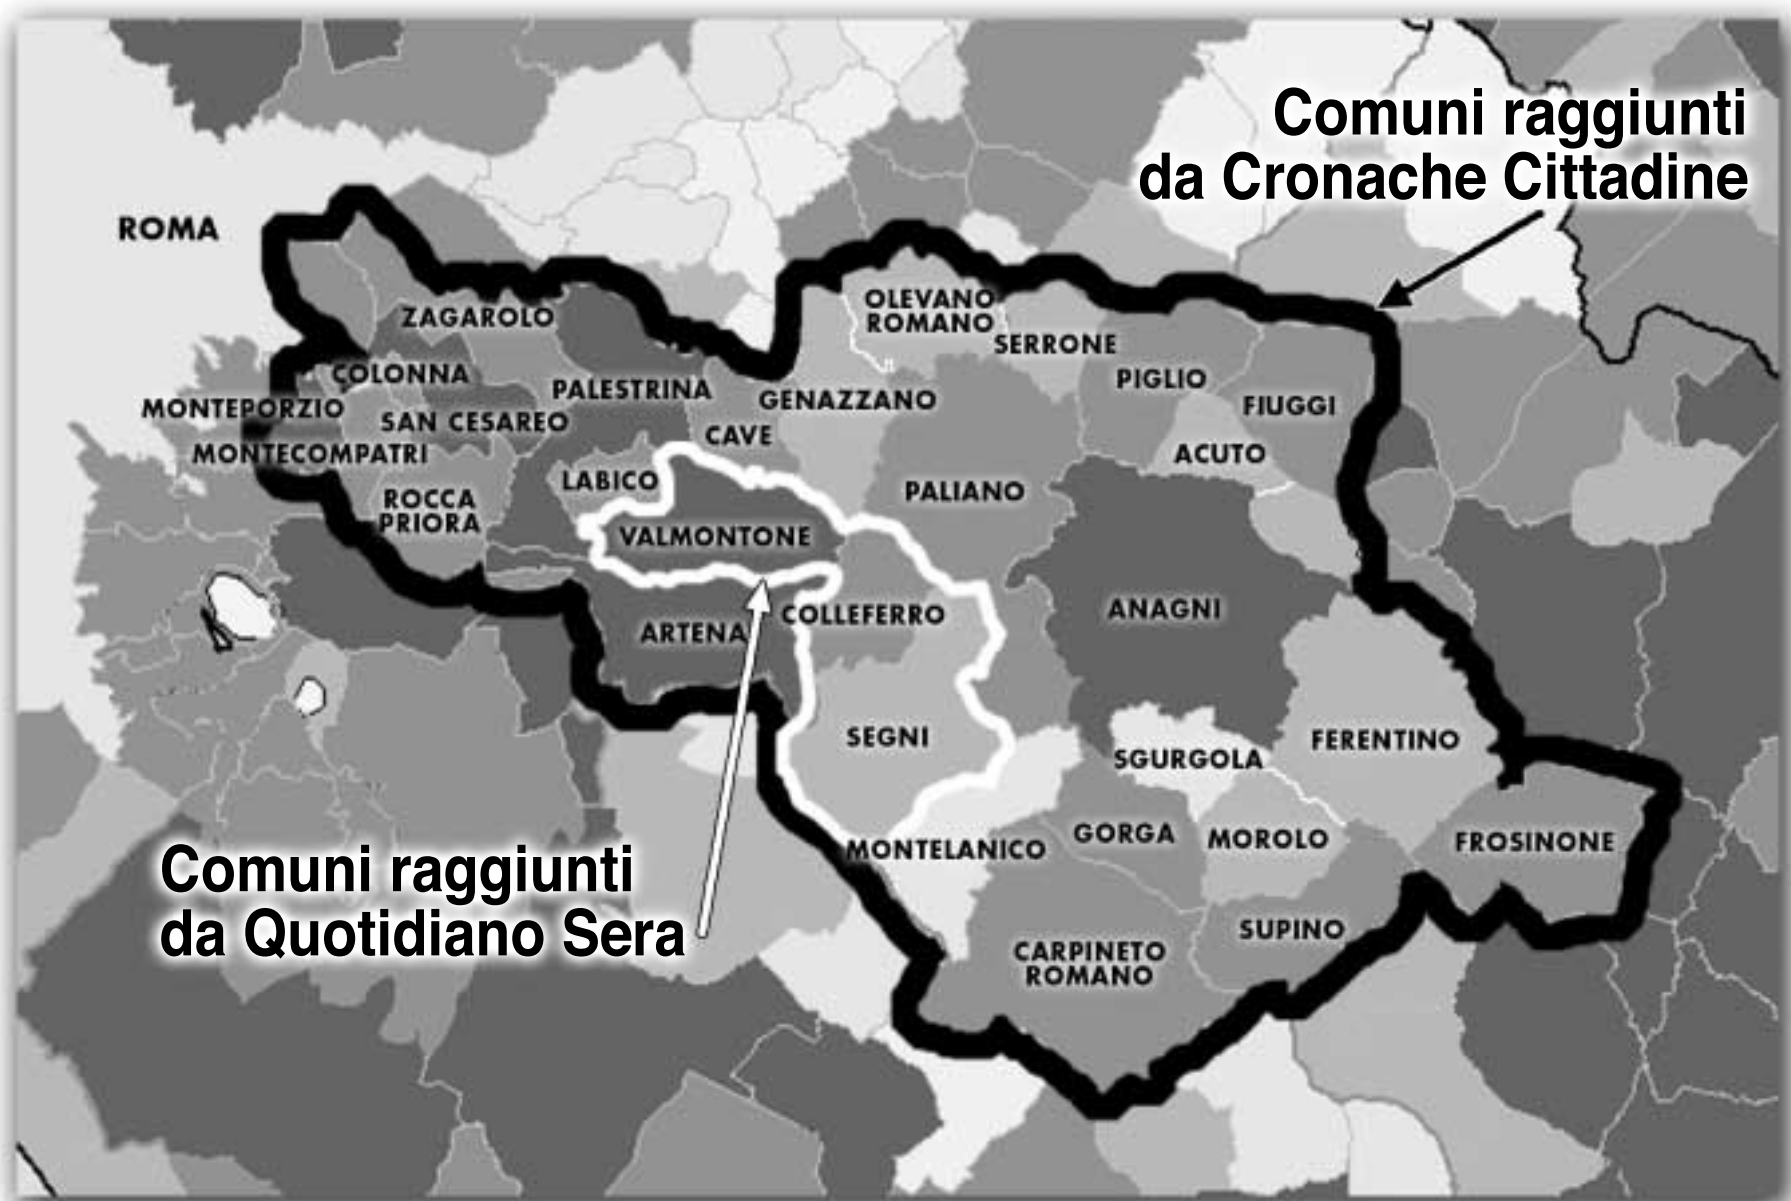 Comuni raggiunti
da Cronache Cittadine
ROMA
ZAGAROLO
OLEVANO
ROMANO
SERRONE
COLONNA
PALESTRINA
PIGLIO
MONTEPORZIO
SAN CESAREO
GENAZZANO
FIUGGI
MONTECOMPATRI
CAVE
ACUTO
LABICO
ROCCA
PRIORA
PALIANO
VALMONTONE
ARTENA
COLLEFERRO
ANAGNI
SEGNI
SGURGOLA
FERENTINO
MONTELANICO
GORGA
MOROLO
FROSINONE
Comuni raggiunti
da Quotidiano Sera
CARPINETO
ROMANO
SUPINO